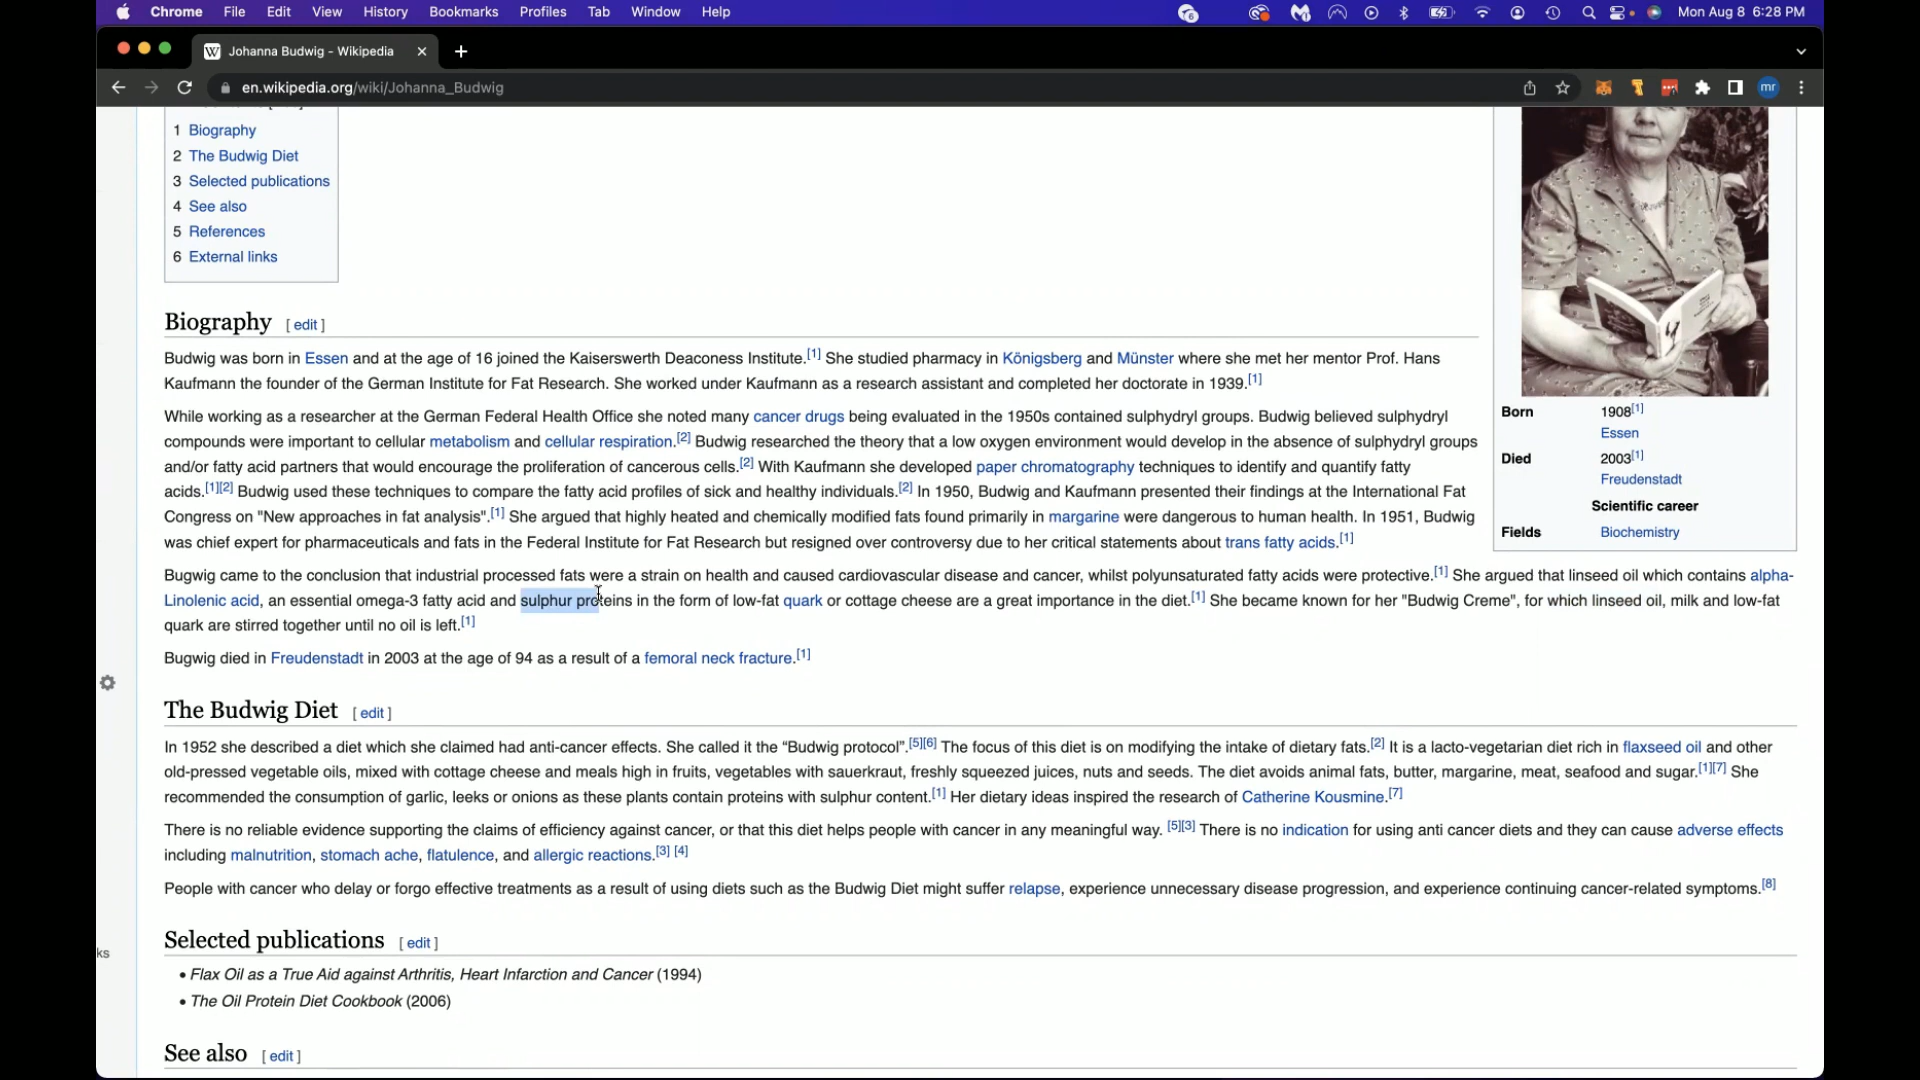 Chrome File Edit View History Bookmarks Profiles Tab Window Help Mon Aug 8 6:28 PM
Johanna Budwig - Wikipedia
en.wikipedia.org/wiki/Johanna_Budwig mr
1 Biography
2 The Budwig Diet
3 Selected publications
4 See also
5 References
6 External links
Biography [ edit ]
Budwig was born in Essen and at the age of 16 joined the Kaiserswerth Deaconess Institute.[1] She studied pharmacy in Königsberg and Münster where she met her mentor Prof. Hans
Kaufmann the founder of the German Institute for Fat Research. She worked under Kaufmann as a research assistant and completed her doctorate in 1939.[1]
While working as a researcher at the German Federal Health Office she noted many cancer drugs being evaluated in the 1950s contained sulphydryl groups. Budwig believed sulphydryl
compounds were important to cellular metabolism and cellular respiration.[2] Budwig researched the theory that a low oxygen environment would develop in the absence of sulphydryl groups
and/or fatty acid partners that would encourage the proliferation of cancerous cells.[2] With Kaufmann she developed paper chromatography techniques to identify and quantify fatty
acids.[1][2] Budwig used these techniques to compare the fatty acid profiles of sick and healthy individuals.[2] In 1950, Budwig and Kaufmann presented their findings at the International Fat
Congress on "New approaches in fat analysis".[1] She argued that highly heated and chemically modified fats found primarily in margarine were dangerous to human health. In 1951, Budwig
was chief expert for pharmaceuticals and fats in the Federal Institute for Fat Research but resigned over controversy due to her critical statements about trans fatty acids.[1]
Born 1908[1]
Essen
Died 2003[1]
Freudenstadt
Scientific career
Fields Biochemistry
Bugwig came to the conclusion that industrial processed fats were a strain on health and caused cardiovascular disease and cancer, whilst polyunsaturated fatty acids were protective.[1] She argued that linseed oil which contains alpha-
Linolenic acid, an essential omega-3 fatty acid and sulphur proteins in the form of low-fat quark or cottage cheese are a great importance in the diet.[1] She became known for her "Budwig Creme", for which linseed oil, milk and low-fat
quark are stirred together until no oil is left.[1]
Bugwig died in Freudenstadt in 2003 at the age of 94 as a result of a femoral neck fracture.[1]
The Budwig Diet [ edit ]
In 1952 she described a diet which she claimed had anti-cancer effects. She called it the “Budwig protocol”.[5][6] The focus of this diet is on modifying the intake of dietary fats.[2] It is a lacto-vegetarian diet rich in flaxseed oil and other
old-pressed vegetable oils, mixed with cottage cheese and meals high in fruits, vegetables with sauerkraut, freshly squeezed juices, nuts and seeds. The diet avoids animal fats, butter, margarine, meat, seafood and sugar.[1][7] She
recommended the consumption of garlic, leeks or onions as these plants contain proteins with sulphur content.[1] Her dietary ideas inspired the research of Catherine Kousmine.[7]
There is no reliable evidence supporting the claims of efficiency against cancer, or that this diet helps people with cancer in any meaningful way. [5][3] There is no indication for using anti cancer diets and they can cause adverse effects
including malnutrition, stomach ache, flatulence, and allergic reactions.[3] [4]
People with cancer who delay or forgo effective treatments as a result of using diets such as the Budwig Diet might suffer relapse, experience unnecessary disease progression, and experience continuing cancer-related symptoms.[8]
Selected publications [ edit ]
ks
• Flax Oil as a True Aid against Arthritis, Heart Infarction and Cancer (1994)
• The Oil Protein Diet Cookbook (2006)
See also [ edit ]